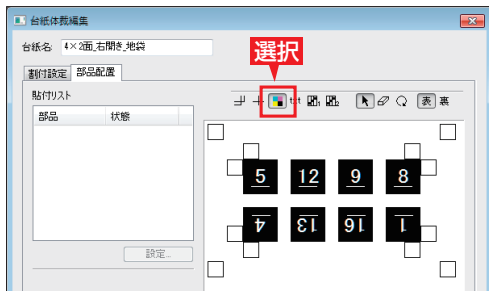 台紙体裁編集
台紙名: 4×2面_右開き_地袋
選択
割付設定 部品配置
貼付リスト
txt 表 裏
部品 状態
5 12 9 8
4 13 16 1
設定...